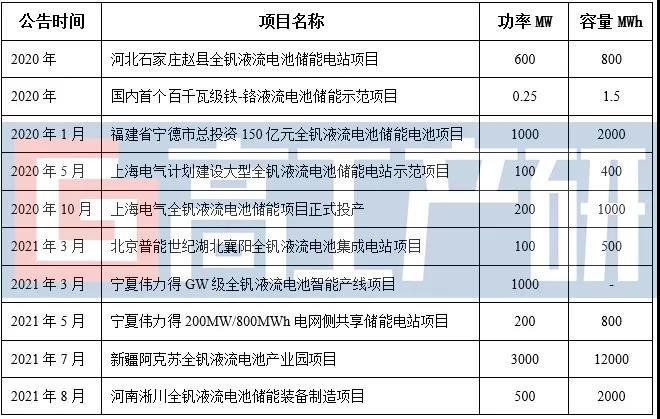 公告时间 项目名称 功率 MW 容量 MWh
2020 年 河北石家庄赵县全钒液流电池储能电站项目 600 800
2020 年 国内首个百千瓦级铁-铬液流电池储能示范项目 0.25 1.5
2020 年 1 月 福建省宁德市总投资 150 亿元全钒液流电池储能电池项目 1000 2000
2020 年 5 月 上海电气计划建设大型全钒液流电池储能电站示范项目 100 400
2020 年 10 月 上海电气全钒液流电池储能项目正式投产 200 1000
2021 年 3 月 北京普能世纪湖北襄阳全钒液流电池集成电站项目 100 500
2021 年 3 月 宁夏伟力得 GW 级全钒液流电池智能产线项目 1000 -
2021 年 5 月 宁夏伟力得 200MW/800MWh 电网侧共享储能电站项目 200 800
2021 年 7 月 新疆阿克苏全钒液流电池产业园项目 3000 12000
2021 年 8 月 河南淅川全钒液流电池储能装备制造项目 500 2000
高工产研